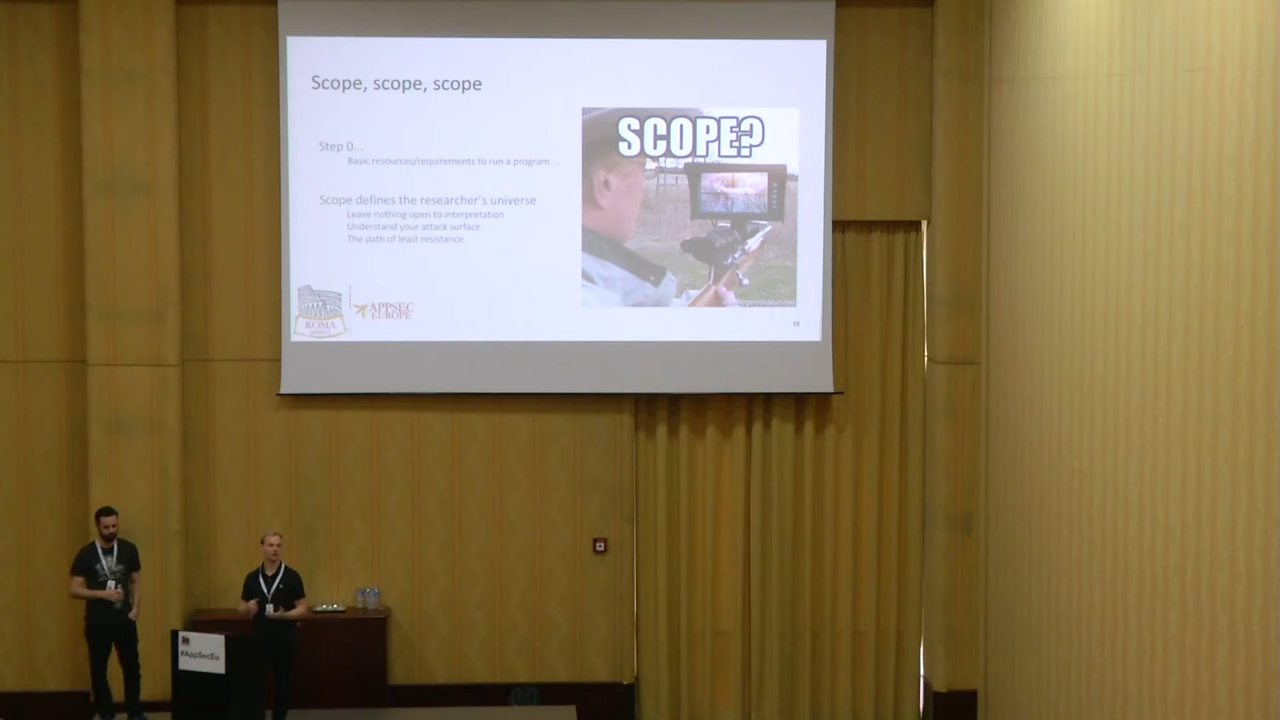 Scope, scope, scope
Step 0...
Basic resources/requirements to run a program...
Scope defines the researcher's universe
Leave nothing open to interpretation
Understand your attack surface
The path of least resistance
SCOPE?
ROMA
APPSEC
EUROPE
#AppSecEu